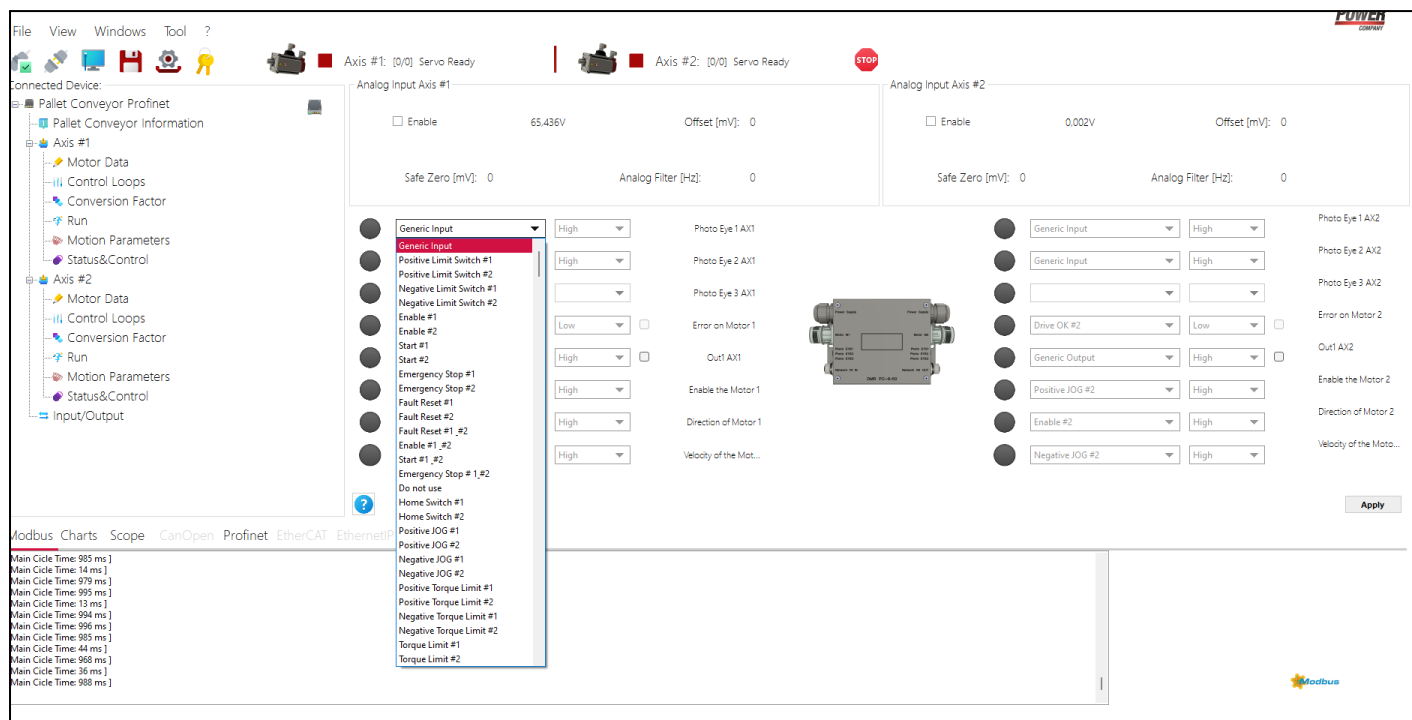 POWER
COMPANY
File View Windows Tool ?
Axis #1: [0/0] Servo Ready
Axis #2: [0/0] Servo Ready
STOP
Connected Device:
Pallet Conveyor Profinet
Pallet Conveyor Information
Axis #1
Motor Data
Control Loops
Conversion Factor
Run
Motion Parameters
Status&Control
Axis #2
Motor Data
Control Loops
Conversion Factor
Run
Motion Parameters
Status&Control
Input/Output
Analog Input Axis #1
Enable 65,436V Offset [mV]: 0
Safe Zero [mV]: 0 Analog Filter [Hz]: 0
Analog Input Axis #2
Enable 0,002V Offset [mV]: 0
Safe Zero [mV]: 0 Analog Filter [Hz]: 0
Generic Input High Photo Eye 1 AX1
High Photo Eye 2 AX1
Photo Eye 3 AX1
Low Error on Motor 1
High Out1 AX1
High Enable the Motor 1
High Direction of Motor 1
High Velocity of the Mot...
Generic Input
Positive Limit Switch #1
Positive Limit Switch #2
Negative Limit Switch #1
Negative Limit Switch #2
Enable #1
Enable #2
Start #1
Start #2
Emergency Stop #1
Emergency Stop #2
Fault Reset #1
Fault Reset #2
Fault Reset #1 _#2
Enable #1 _#2
Start #1 _#2
Emergency Stop # 1_#2
Do not use
Home Switch #1
Home Switch #2
Positive JOG #1
Positive JOG #2
Negative JOG #1
Negative JOG #2
Positive Torque Limit #1
Positive Torque Limit #2
Negative Torque Limit #1
Negative Torque Limit #2
Torque Limit #1
Torque Limit #2
Generic Input High Photo Eye 1 AX2
Generic Input High Photo Eye 2 AX2
Photo Eye 3 AX2
Drive OK #2 Low Error on Motor 2
Generic Output High Out1 AX2
Positive JOG #2 High Enable the Motor 2
Enable #2 High Direction of Motor 2
Negative JOG #2 High Velocity of the Moto...
Power Supply Power Supply
?
Apply
Modbus Charts Scope CanOpen Profinet EtherCAT EthernetIP
Main Cicle Time: 985 ms ]
Main Cicle Time: 14 ms ]
Main Cicle Time: 979 ms ]
Main Cicle Time: 995 ms ]
Main Cicle Time: 13 ms ]
Main Cicle Time: 994 ms ]
Main Cicle Time: 996 ms ]
Main Cicle Time: 985 ms ]
Main Cicle Time: 44 ms ]
Main Cicle Time: 968 ms ]
Main Cicle Time: 36 ms ]
Main Cicle Time: 988 ms ]
Modbus